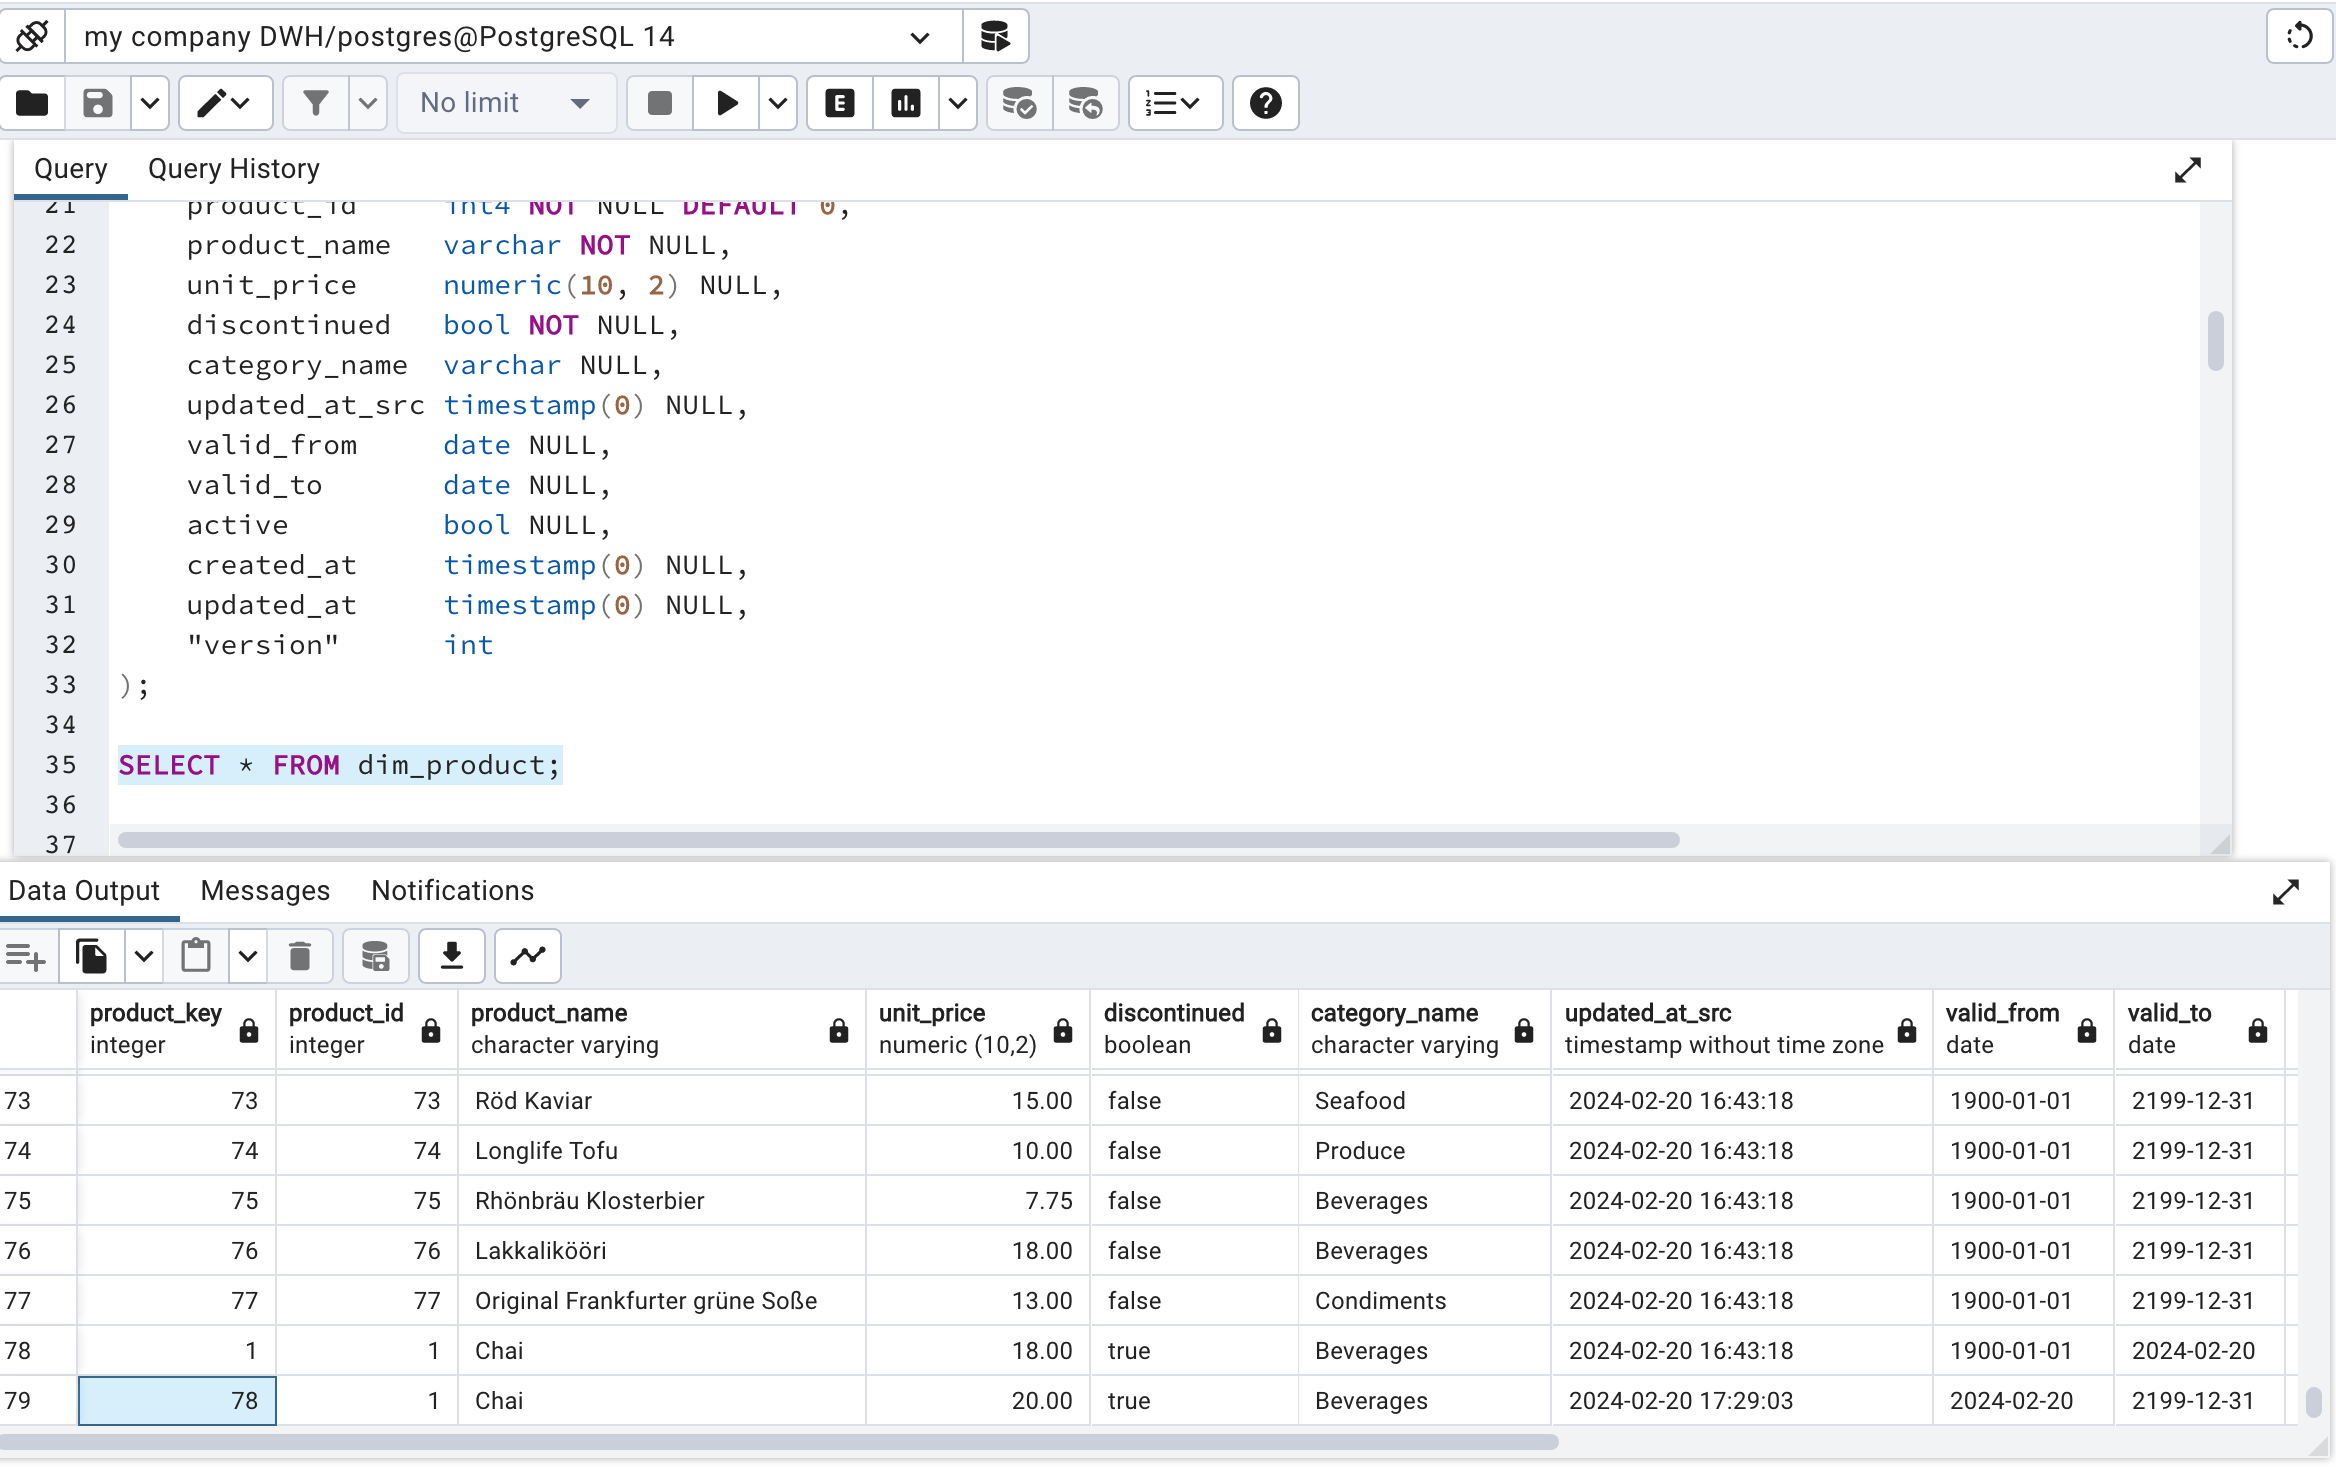 my company DWH/postgres@PostgreSQL 14
No limit
E
Query Query History
21 product_id int4 NOT NULL DEFAULT 0,
22 product_name varchar NOT NULL,
23 unit_price numeric(10, 2) NULL,
24 discontinued bool NOT NULL,
25 category_name varchar NULL,
26 updated_at_src timestamp(0) NULL,
27 valid_from date NULL,
28 valid_to date NULL,
29 active bool NULL,
30 created_at timestamp(0) NULL,
31 updated_at timestamp(0) NULL,
32 "version" int
33 );
34
35 SELECT * FROM dim_product;
36
37
Data Output Messages Notifications
product_key product_id product_name unit_price discontinued category_name updated_at_src valid_from valid_to
integer integer character varying numeric (10,2) boolean character varying timestamp without time zone date date
73 73 73 Röd Kaviar 15.00 false Seafood 2024-02-20 16:43:18 1900-01-01 2199-12-31
74 74 74 Longlife Tofu 10.00 false Produce 2024-02-20 16:43:18 1900-01-01 2199-12-31
75 75 75 Rhönbräu Klosterbier 7.75 false Beverages 2024-02-20 16:43:18 1900-01-01 2199-12-31
76 76 76 Lakkalikööri 18.00 false Beverages 2024-02-20 16:43:18 1900-01-01 2199-12-31
77 77 77 Original Frankfurter grüne Soße 13.00 false Condiments 2024-02-20 16:43:18 1900-01-01 2199-12-31
78 1 1 Chai 18.00 true Beverages 2024-02-20 16:43:18 1900-01-01 2024-02-20
79 78 1 Chai 20.00 true Beverages 2024-02-20 17:29:03 2024-02-20 2199-12-31